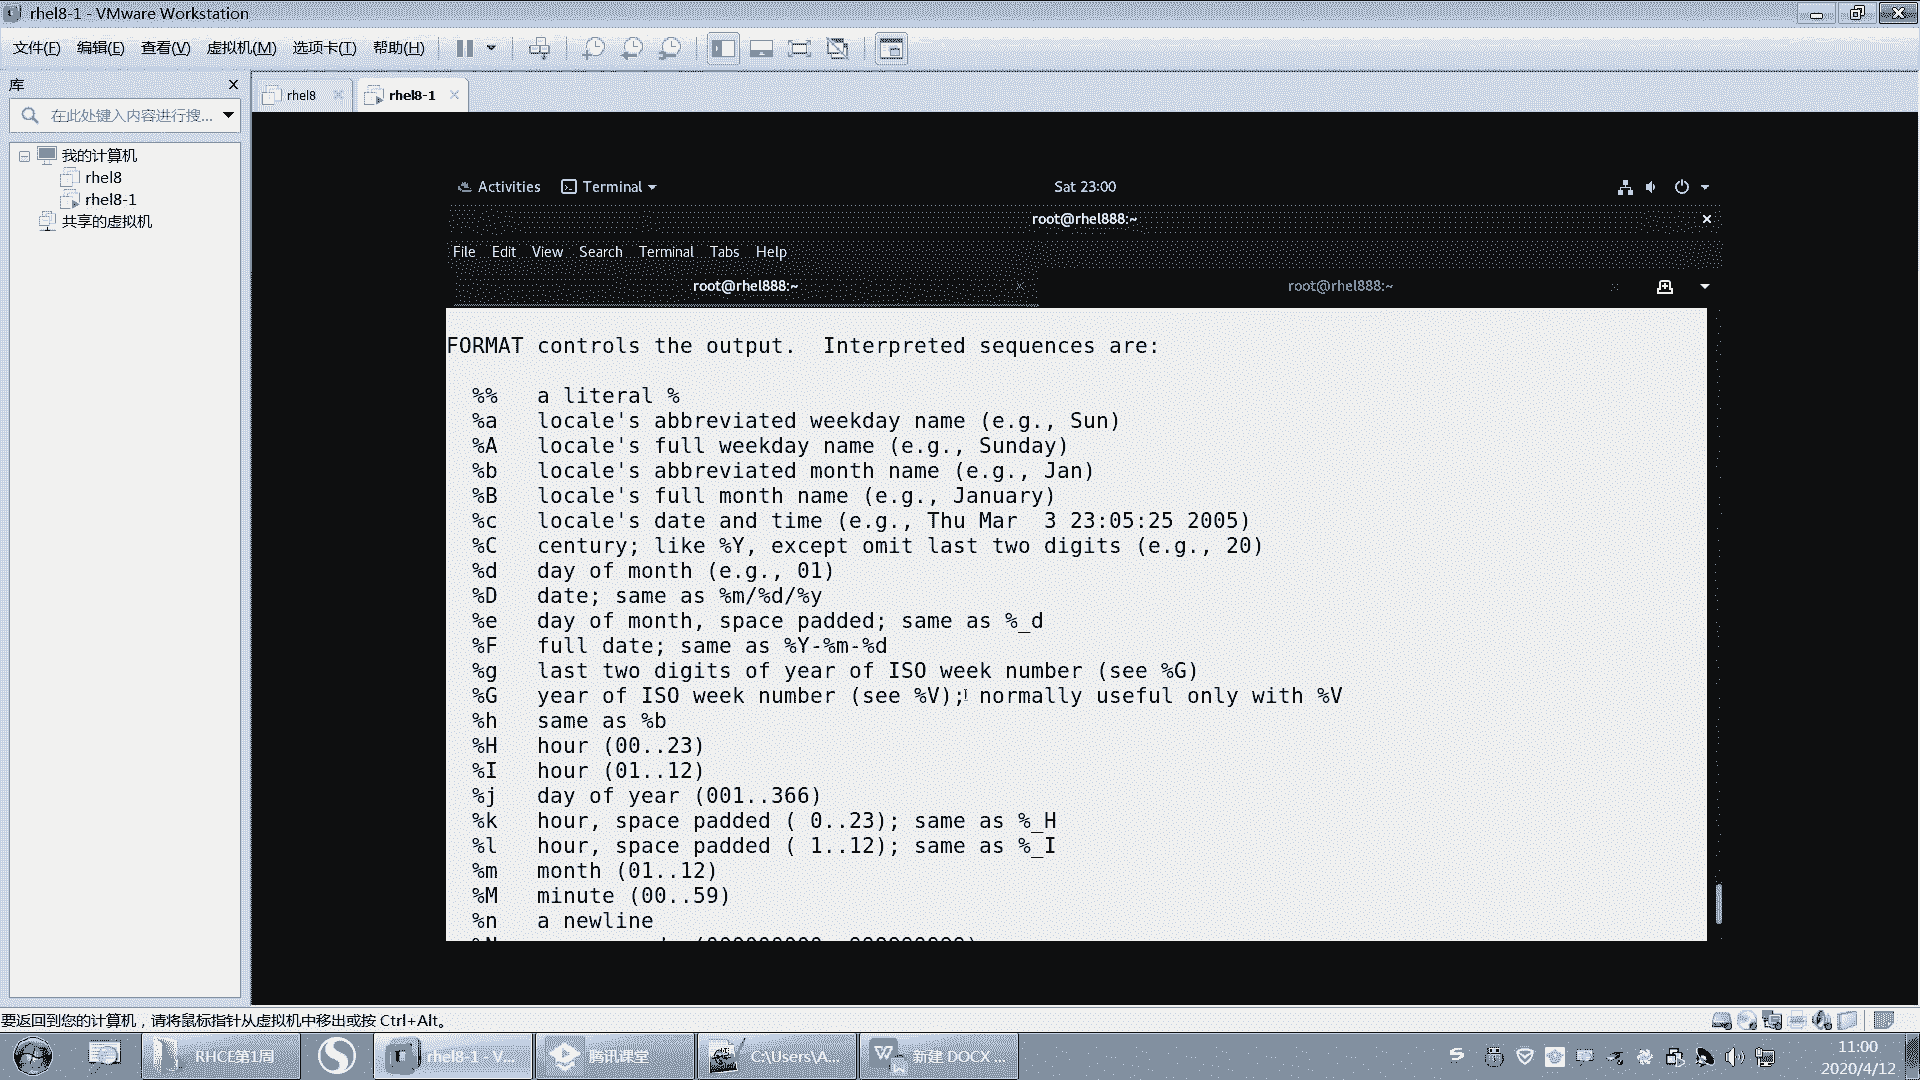 rhel8-1 - VMware Workstation
文件(F) 编辑(E) 查看(V) 虚拟机(M) 选项卡(T) 帮助(H)
库
在此处键入内容进行搜...
我的计算机
rhel8
rhel8-1
共享的虚拟机
rhel8 rhel8-1
Activities Terminal Sat 23:00
root@rhel888:~
File Edit View Search Terminal Tabs Help
root@rhel888:~ root@rhel888:~
FORMAT controls the output.  Interpreted sequences are:
%%   a literal %
%a   locale's abbreviated weekday name (e.g., Sun)
%A   locale's full weekday name (e.g., Sunday)
%b   locale's abbreviated month name (e.g., Jan)
%B   locale's full month name (e.g., January)
%c   locale's date and time (e.g., Thu Mar  3 23:05:25 2005)
%C   century; like %Y, except omit last two digits (e.g., 20)
%d   day of month (e.g., 01)
%D   date; same as %m/%d/%y
%e   day of month, space padded; same as %_d
%F   full date; same as %Y-%m-%d
%g   last two digits of year of ISO week number (see %G)
%G   year of ISO week number (see %V); normally useful only with %V
%h   same as %b
%H   hour (00..23)
%I   hour (01..12)
%j   day of year (001..366)
%k   hour, space padded ( 0..23); same as %_H
%l   hour, space padded ( 1..12); same as %_I
%m   month (01..12)
%M   minute (00..59)
%n   a newline
要返回到您的计算机，请将鼠标指针从虚拟机中移出或按 Ctrl+Alt。
RHCE第1周 rhel8-1 - V... 腾讯课堂 C:\Users\A... 新建 DOCX ...
11:00
2020/4/12